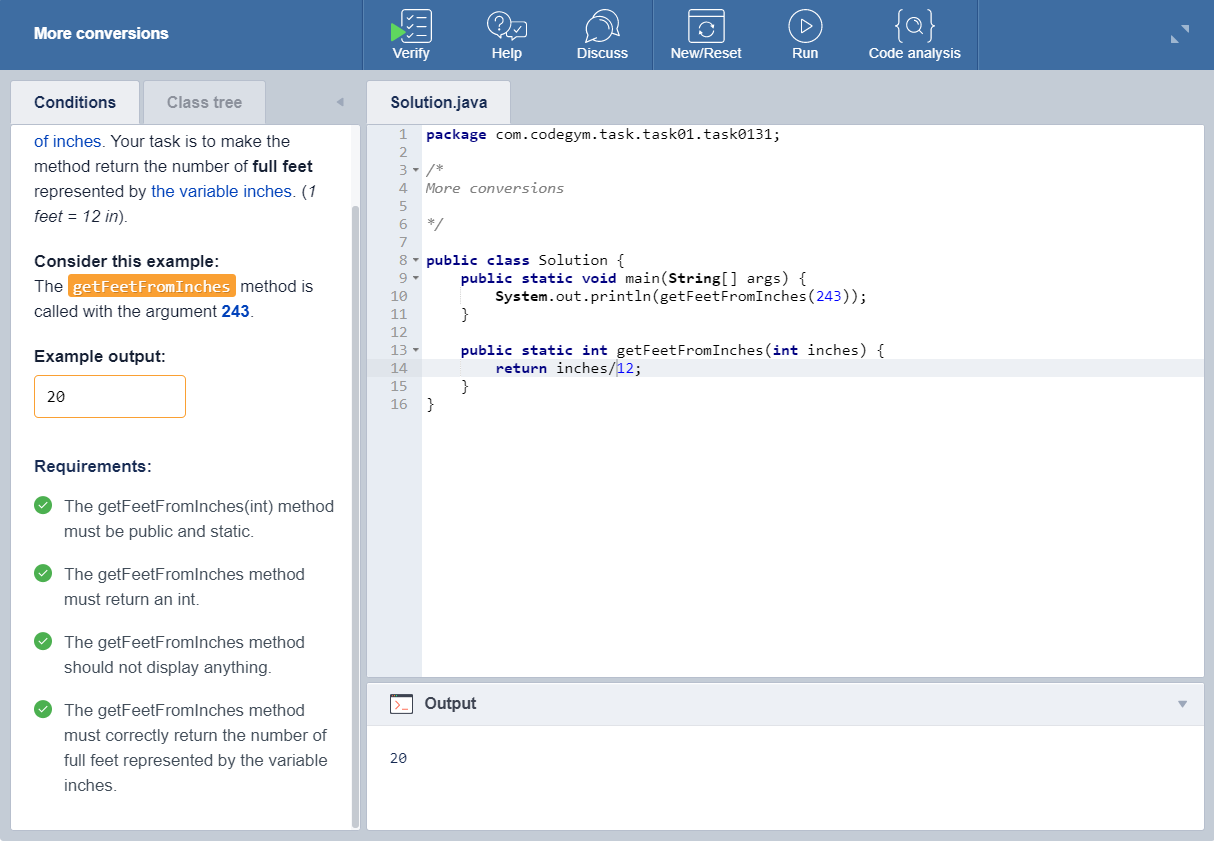 More conversions
Verify
Help
Discuss
New/Reset
Run
Code analysis
Conditions
Class tree
of inches. Your task is to make the
method return the number of full feet
represented by the variable inches. (1
feet = 12 in).
Consider this example:
The getFeetFromInches method is
called with the argument 243.
Example output:
20
Requirements:
The getFeetFromInches(int) method
must be public and static.
The getFeetFromInches method
must return an int.
The getFeetFromInches method
should not display anything.
The getFeetFromInches method
must correctly return the number of
full feet represented by the variable
inches.
Solution.java
1 package com.codegym.task.task01.task0131;
2
3 /*
4 More conversions
5
6 */
7
8 public class Solution {
9     public static void main(String[] args) {
10         System.out.println(getFeetFromInches(243));
11     }
12
13     public static int getFeetFromInches(int inches) {
14         return inches/12;
15     }
16 }
Output
20